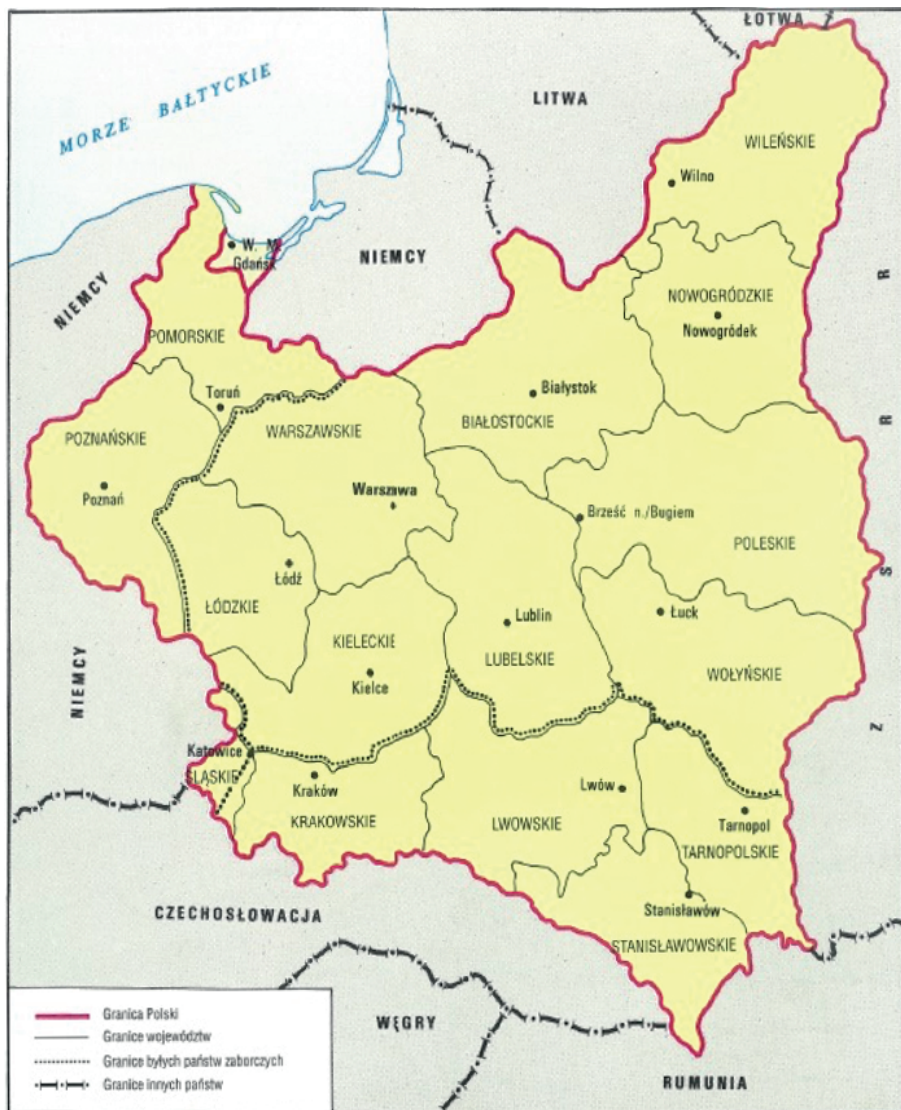 ŁOTWA
LITWA
MORZE BAŁTYCKIE
WILEŃSKIE
Wilno
W. M.
Gdańsk
NIEMCY
NIEMCY
NOWOGRÓDZKIE
Nowogródek
POMORSKIE
Toruń
Białystok
BIAŁOSTOCKIE
WARSZAWSKIE
POZNAŃSKIE
Poznań
Warszawa
Brześć n./Bugiem
POLESKIE
Z S R R
Łódź
ŁÓDZKIE
Lublin
LUBELSKIE
Łuck
WOŁYŃSKIE
KIELECKIE
Kielce
NIEMCY
Katowice
ŚLĄSKIE
Kraków
KRAKOWSKIE
Lwów
LWOWSKIE
Tarnopol
TARNOPOLSKIE
Stanisławów
STANISŁAWOWSKIE
CZECHOSŁOWACJA
WĘGRY
RUMUNIA
Granica Polski
Granice województw
Granice byłych państw zaborczych
Granice innych państw